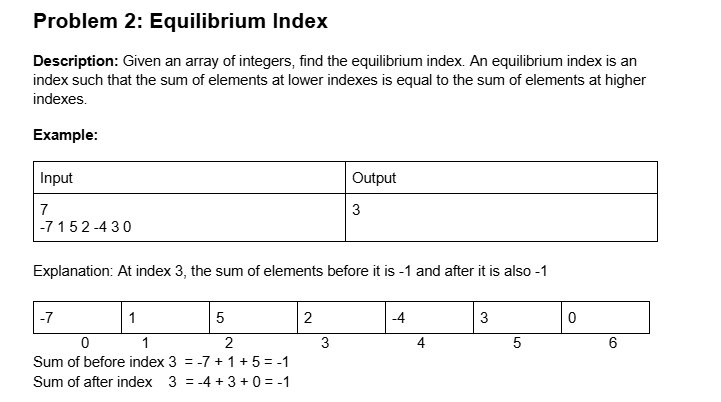 Problem 2: Equilibrium Index
Description: Given an array of integers, find the equilibrium index. An equilibrium index is an
index such that the sum of elements at lower indexes is equal to the sum of elements at higher
indexes.
Example:
Input Output
7 3
-7 1 5 2 -4 3 0
Explanation: At index 3, the sum of elements before it is -1 and after it is also -1
-7 1 5 2 -4 3 0
0 1 2 3 4 5 6
Sum of before index 3 = -7 + 1 + 5 = -1
Sum of after index 3 = -4 + 3 + 0 = -1